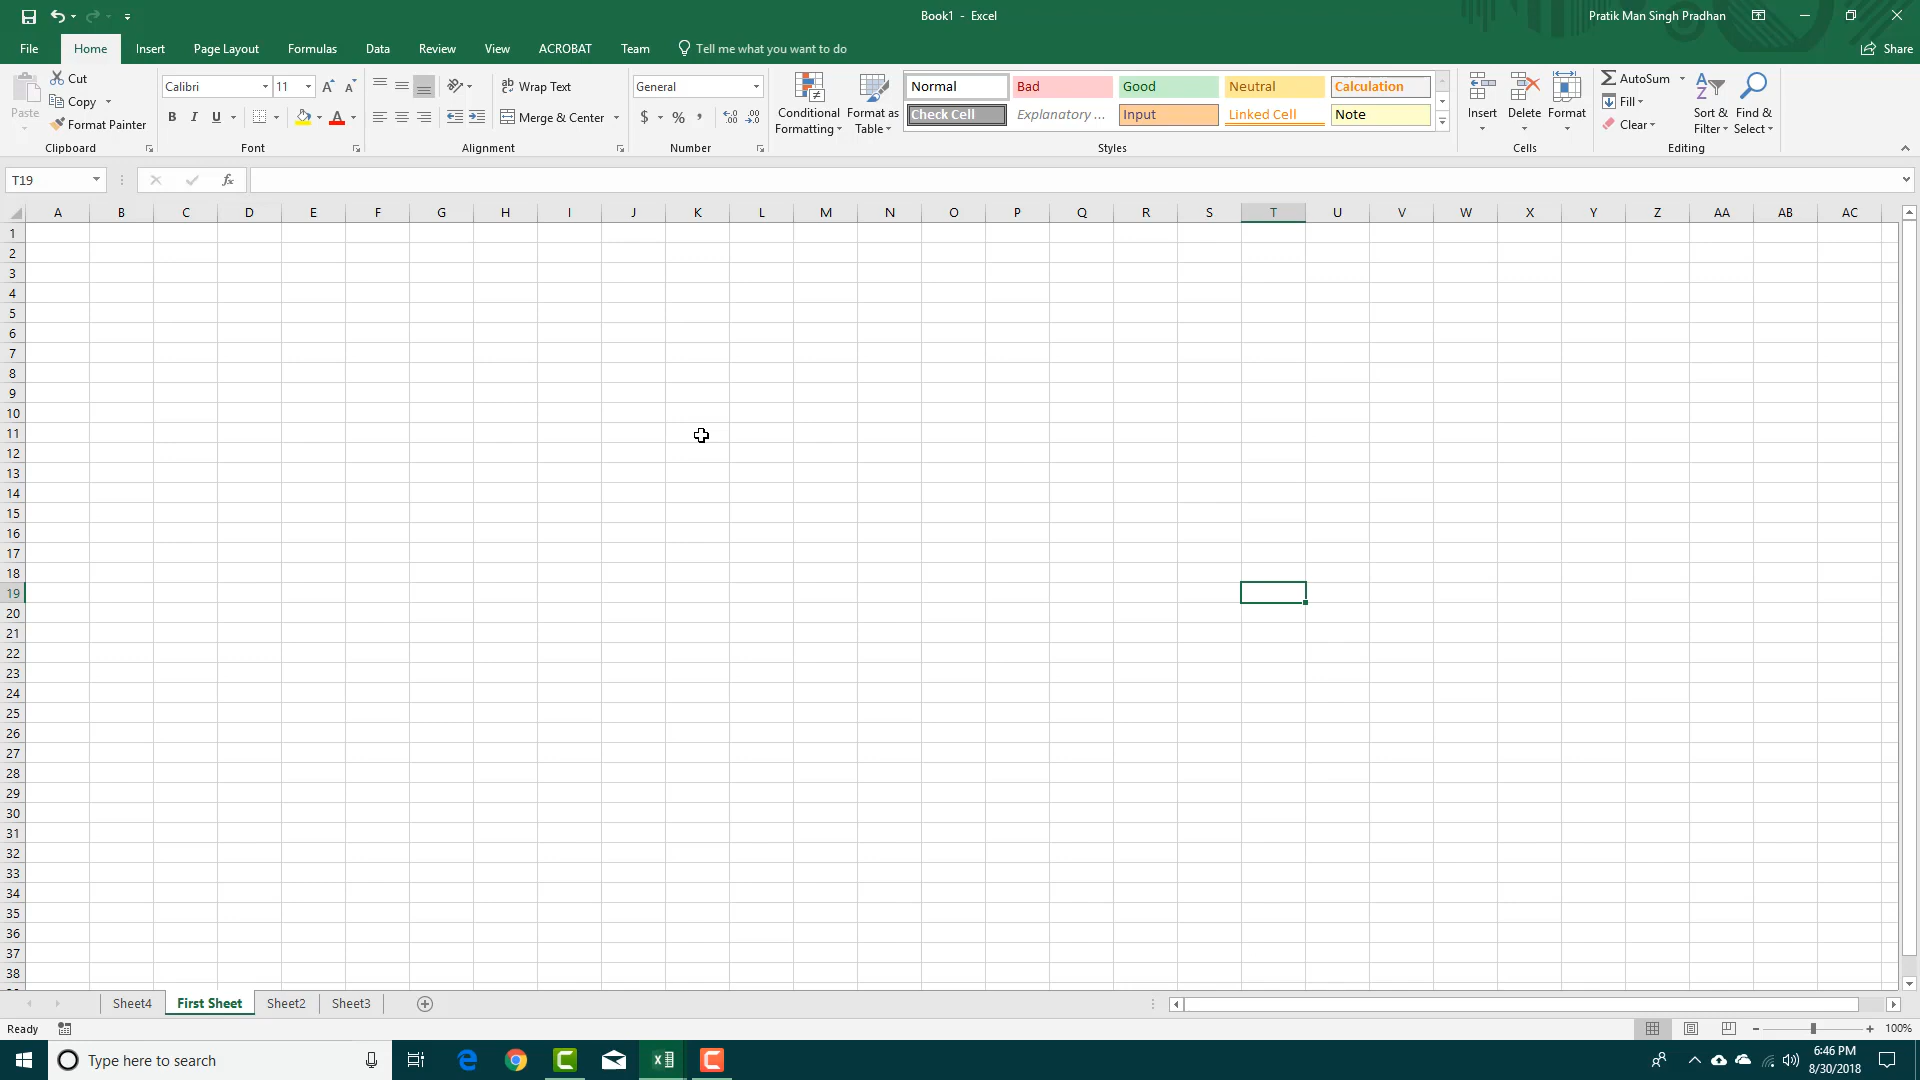 Book1 - Excel
Pratik Man Singh Pradhan
File Home Insert Page Layout Formulas Data Review View ACROBAT Team Tell me what you want to do Share
Paste
Cut
Copy
Format Painter
Clipboard
Calibri 11
B I U
Font
Wrap Text
Merge & Center
Alignment
General
$ % ,
Number
Conditional Formatting
Format as Table
Normal Bad Good Neutral Calculation
Check Cell Explanatory ... Input Linked Cell Note
Styles
Insert Delete Format
Cells
AutoSum
Fill
Clear
Sort & Filter
Find & Select
Editing
T19
fx
A B C D E F G H I J K L M N O P Q R S T U V W X Y Z AA AB AC
1
2
3
4
5
6
7
8
9
10
11
12
13
14
15
16
17
18
19
20
21
22
23
24
25
26
27
28
29
30
31
32
33
34
35
36
37
38
Sheet4 First Sheet Sheet2 Sheet3
Ready
100%
Type here to search
6:46 PM
8/30/2018